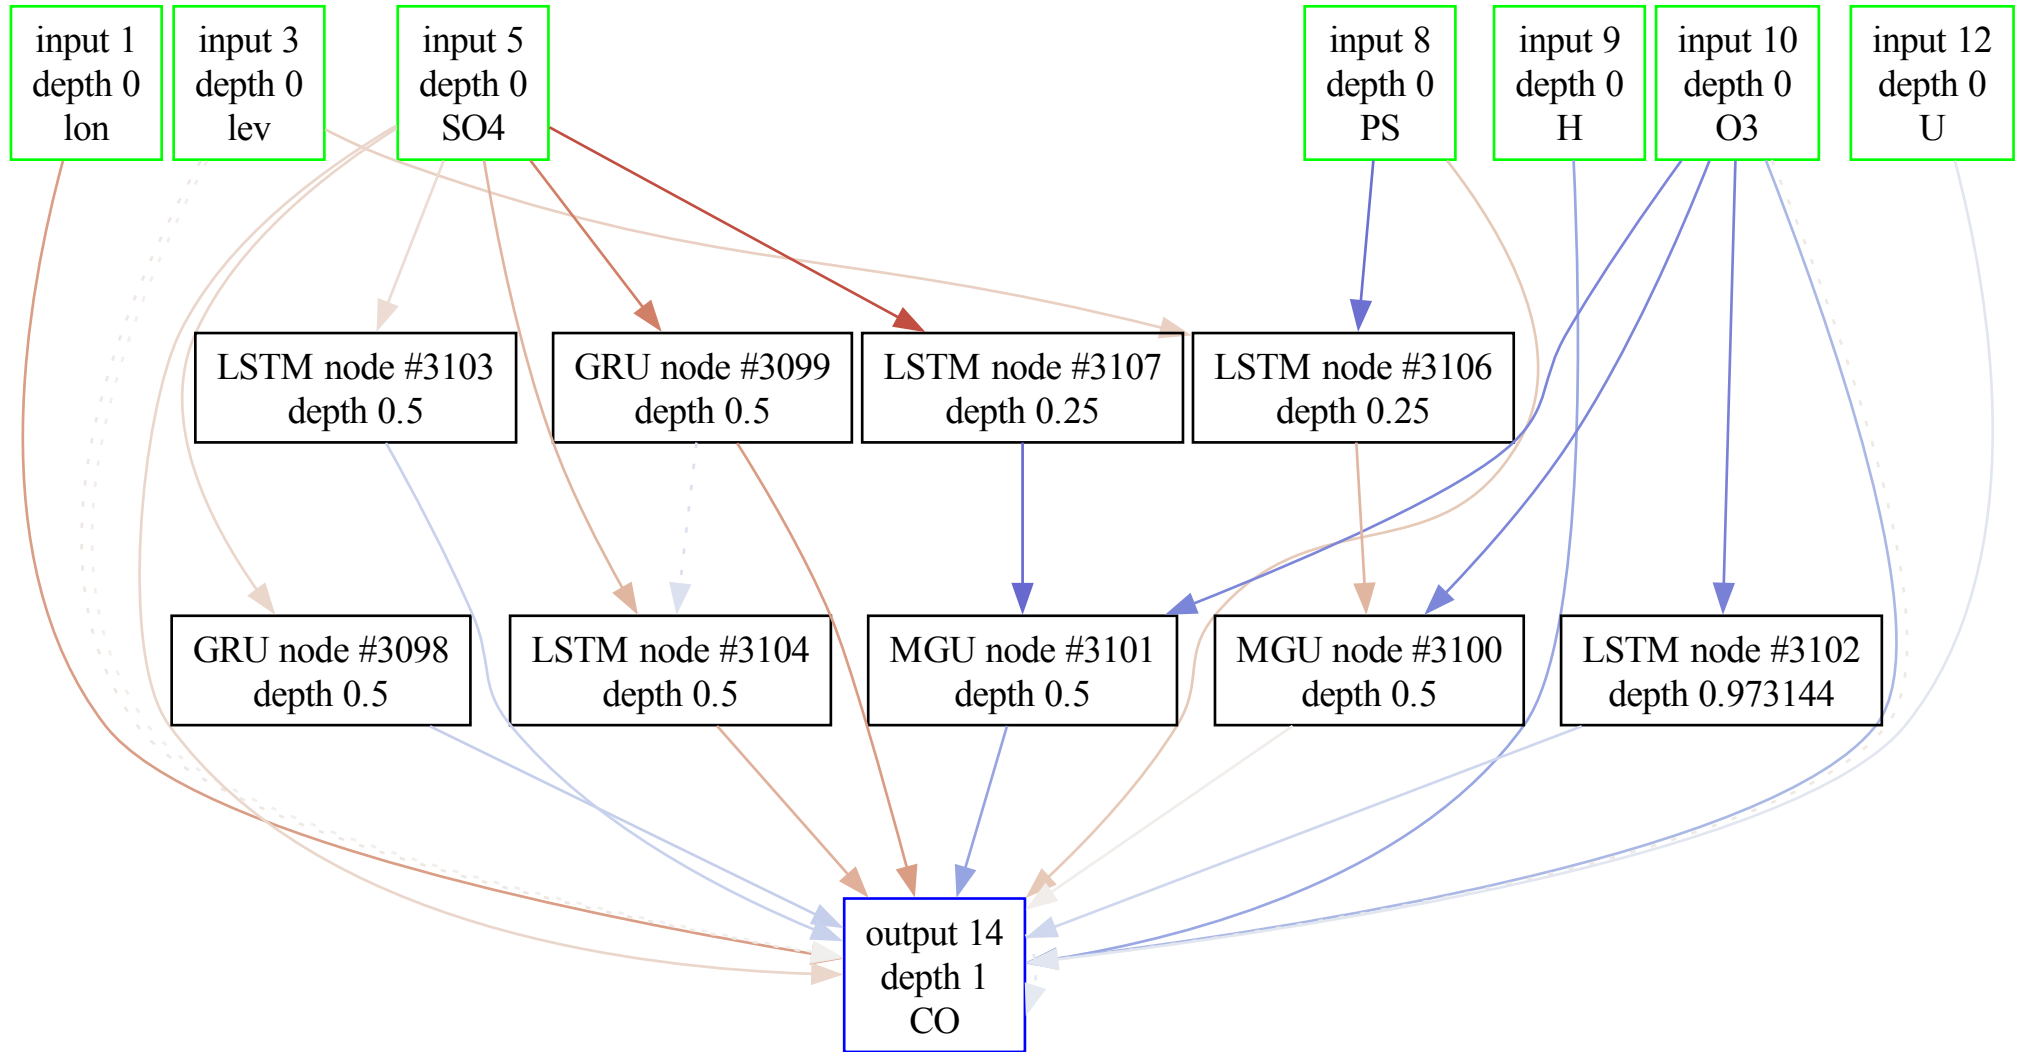 input 1
depth 0
lon
input 3
depth 0
lev
input 5
depth 0
SO4
input 8
depth 0
PS
input 9
depth 0
H
input 10
depth 0
O3
input 12
depth 0
U
LSTM node #3103
depth 0.5
GRU node #3099
depth 0.5
LSTM node #3107
depth 0.25
LSTM node #3106
depth 0.25
GRU node #3098
depth 0.5
LSTM node #3104
depth 0.5
MGU node #3101
depth 0.5
MGU node #3100
depth 0.5
LSTM node #3102
depth 0.973144
output 14
depth 1
CO